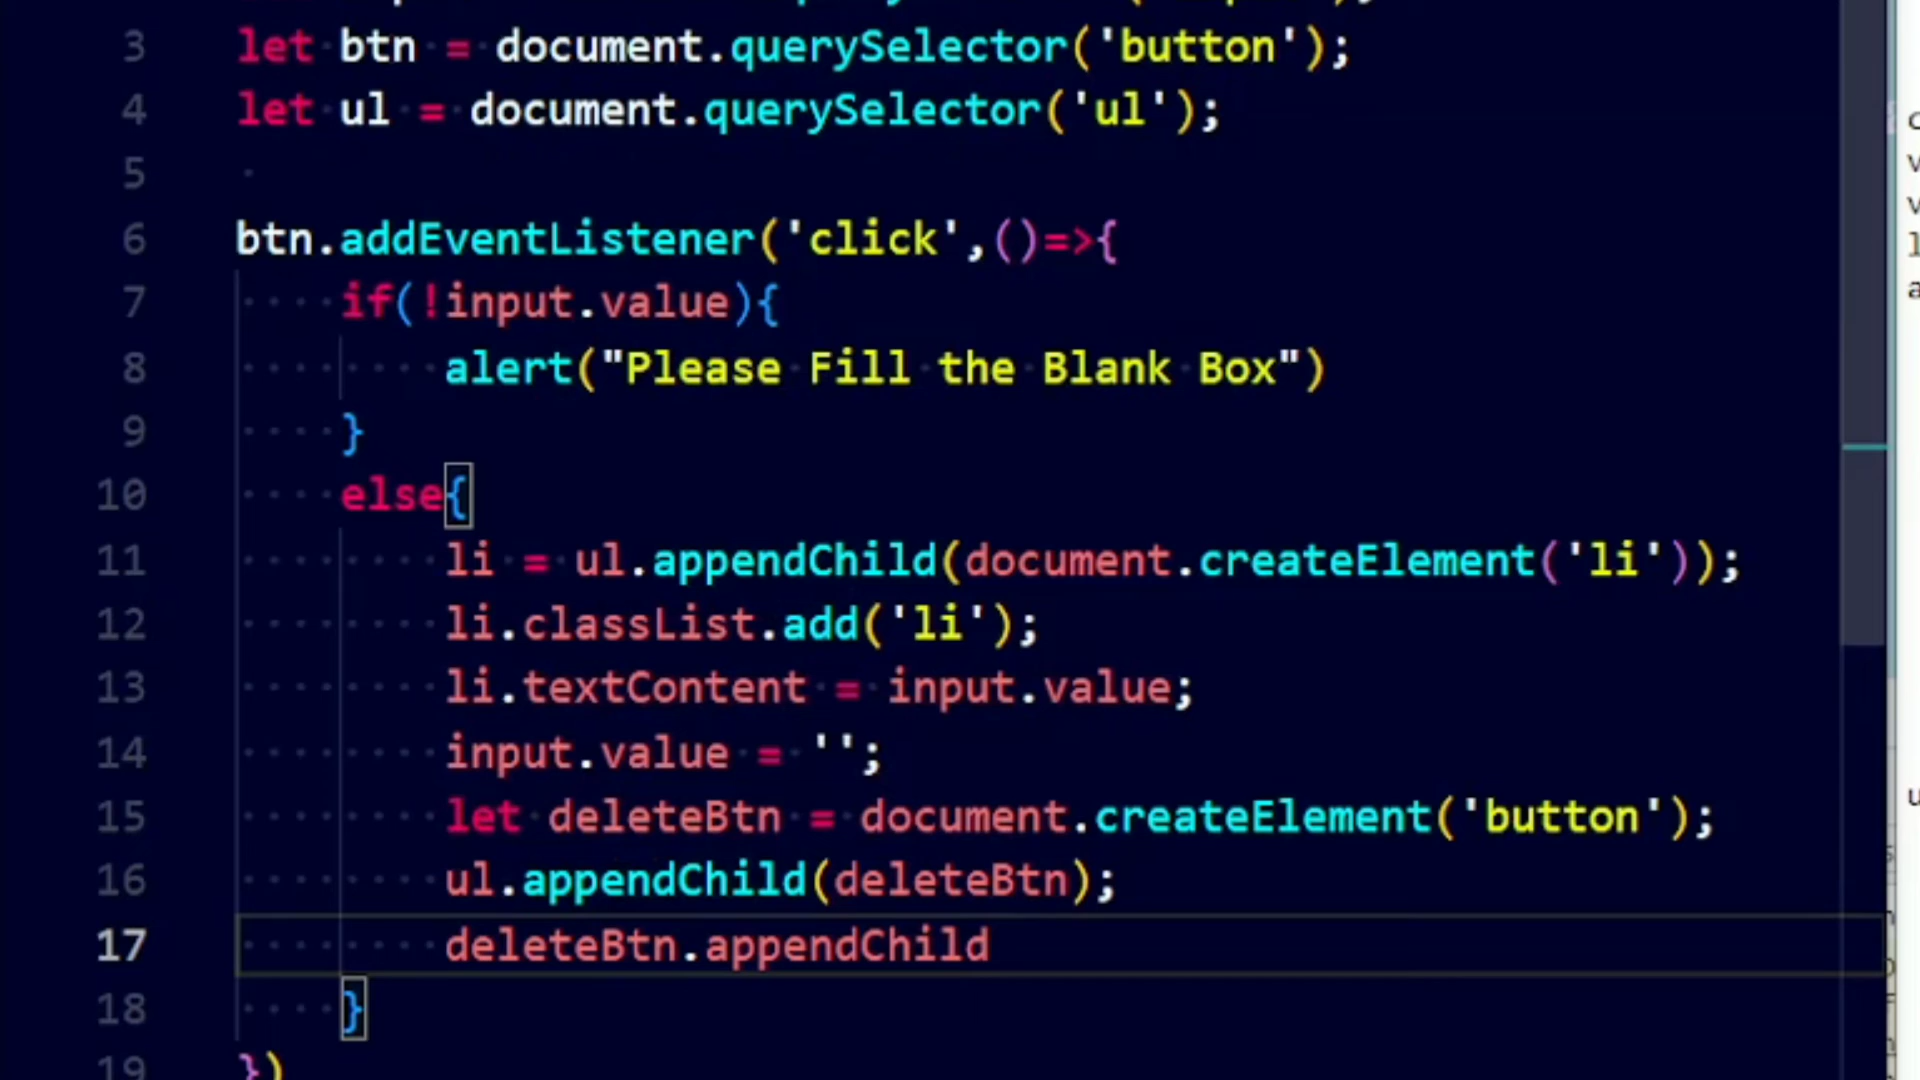 3 let btn = document.querySelector('button');
4 let ul = document.querySelector('ul');
5
6 btn.addEventListener('click',()=>{
7 if(!input.value){
8 alert("Please Fill the Blank Box")
9 }
10 else{
11 li = ul.appendChild(document.createElement('li'));
12 li.classList.add('li');
13 li.textContent = input.value;
14 input.value = '';
15 let deleteBtn = document.createElement('button');
16 ul.appendChild(deleteBtn);
17 deleteBtn.appendChild
18 }
19 })